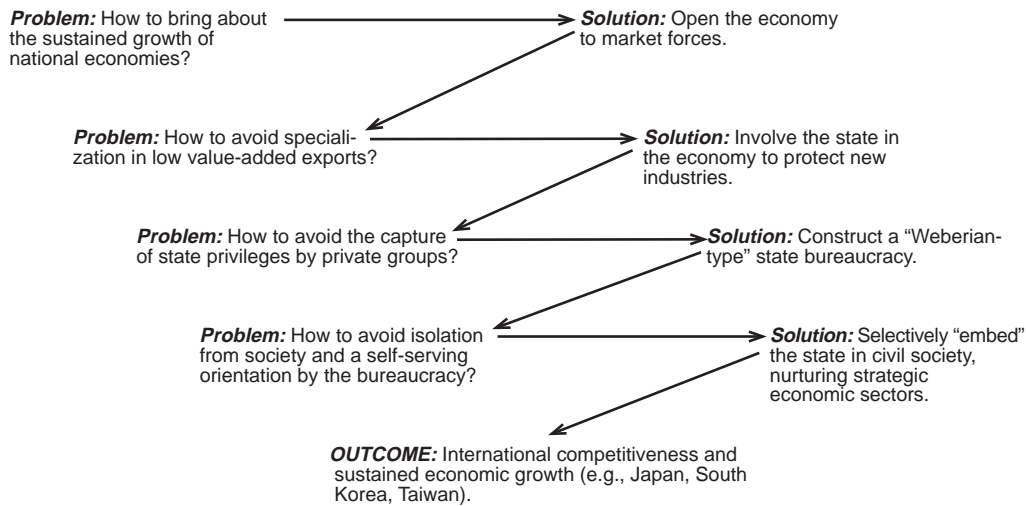 Problem: How to bring about
the sustained growth of
national economies?
Solution: Open the economy
to market forces.
Problem: How to avoid speciali-
zation in low value-added exports?
Solution: Involve the state in
the economy to protect new
industries.
Problem: How to avoid the capture
of state privileges by private groups?
Solution: Construct a “Weberian-
type” state bureaucracy.
Problem: How to avoid isolation
from society and a self-serving
orientation by the bureaucracy?
Solution: Selectively “embed”
the state in civil society,
nurturing strategic
economic sectors.
OUTCOME: International competitiveness and
sustained economic growth (e.g., Japan, South
Korea, Taiwan).